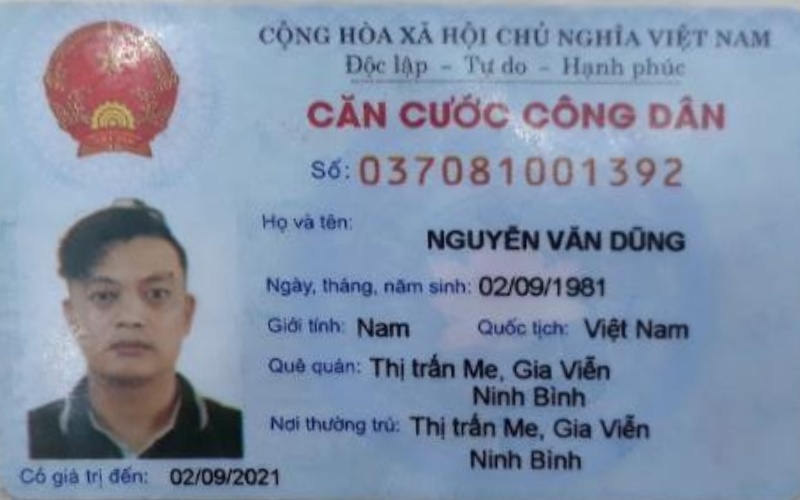 CỘNG HÒA XÃ HỘI CHỦ NGHĨA VIỆT NAM
Độc lập – Tự do – Hạnh phúc
CĂN CƯỚC CÔNG DÂN
Số: 037081001392
Họ và tên:
NGUYỄN VĂN DŨNG
Ngày, tháng, năm sinh: 02/09/1981
Giới tính: Nam Quốc tịch: Việt Nam
Quê quán: Thị trấn Me, Gia Viễn
Ninh Bình
Nơi thường trú: Thị trấn Me, Gia Viễn
Ninh Bình
Có giá trị đến: 02/09/2021